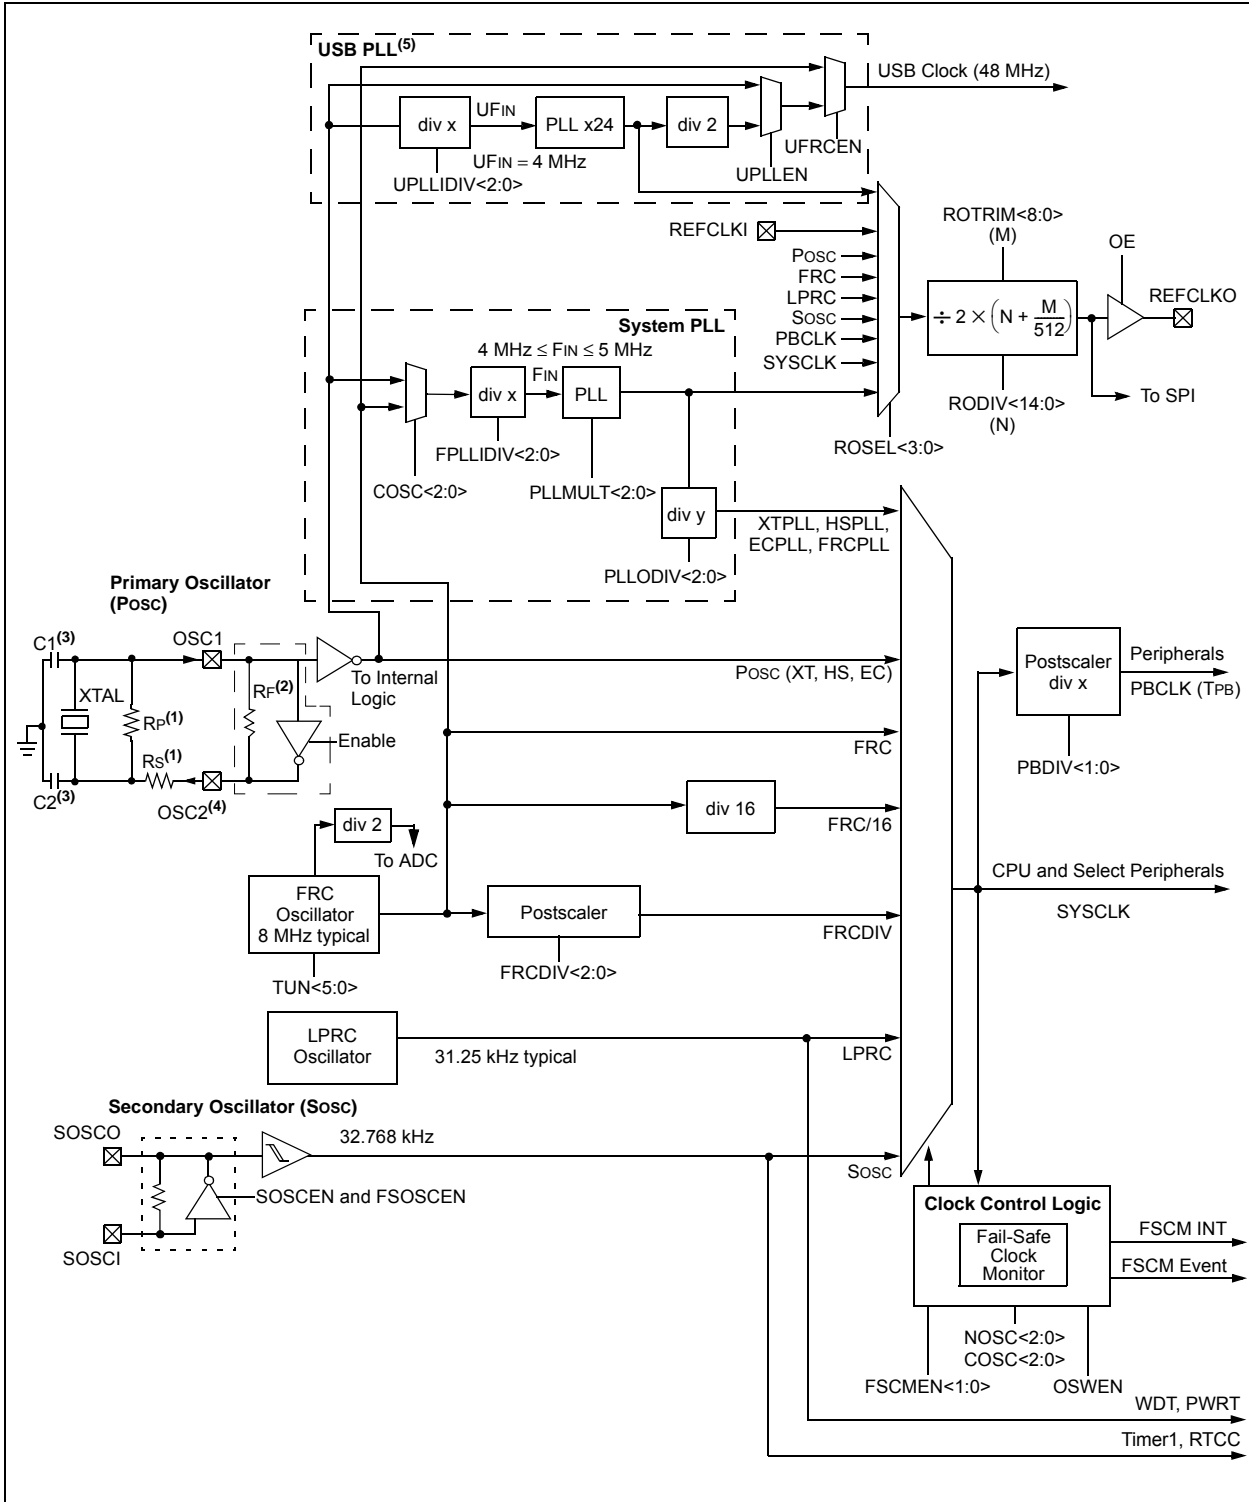 USB PLL(5)
USB Clock (48 MHz)
div x
UFIN
PLL x24
div 2
UFIN = 4 MHz
UFRCEN
UPLLEN
UPLLIDIV<2:0>
REFCLKI
POSC
FRC
LPRC
SOSC
PBCLK
SYSCLK
ROTRIM<8:0>
(M)
OE
REFCLKO
÷ 2 × (N + M/512)
To SPI
RODIV<14:0>
(N)
ROSEL<3:0>
System PLL
4 MHz ≤ FIN ≤ 5 MHz
FIN
div x
PLL
FPLLIDIV<2:0>
COSC<2:0>
PLLMULT<2:0>
div y
XTPLL, HSPLL,
ECPLL, FRCPLL
PLLODIV<2:0>
Primary Oscillator
(POSC)
C1(3)
OSC1
XTAL
RP(1)
RF(2)
To Internal
Logic
Enable
RS(1)
C2(3)
OSC2(4)
POSC (XT, HS, EC)
Postscaler
div x
Peripherals
PBCLK (TPB)
PBDIV<1:0>
FRC
div 16
FRC/16
div 2
To ADC
FRC
Oscillator
8 MHz typical
TUN<5:0>
Postscaler
FRCDIV
FRCDIV<2:0>
CPU and Select Peripherals
SYSCLK
LPRC
Oscillator
31.25 kHz typical
LPRC
Secondary Oscillator (SOSC)
SOSCO
32.768 kHz
SOSC
SOSCEN and FSOSCEN
SOSCI
Clock Control Logic
Fail-Safe
Clock
Monitor
FSCM INT
FSCM Event
NOSC<2:0>
COSC<2:0>
FSCMEN<1:0>
OSWEN
WDT, PWRT
Timer1, RTCC